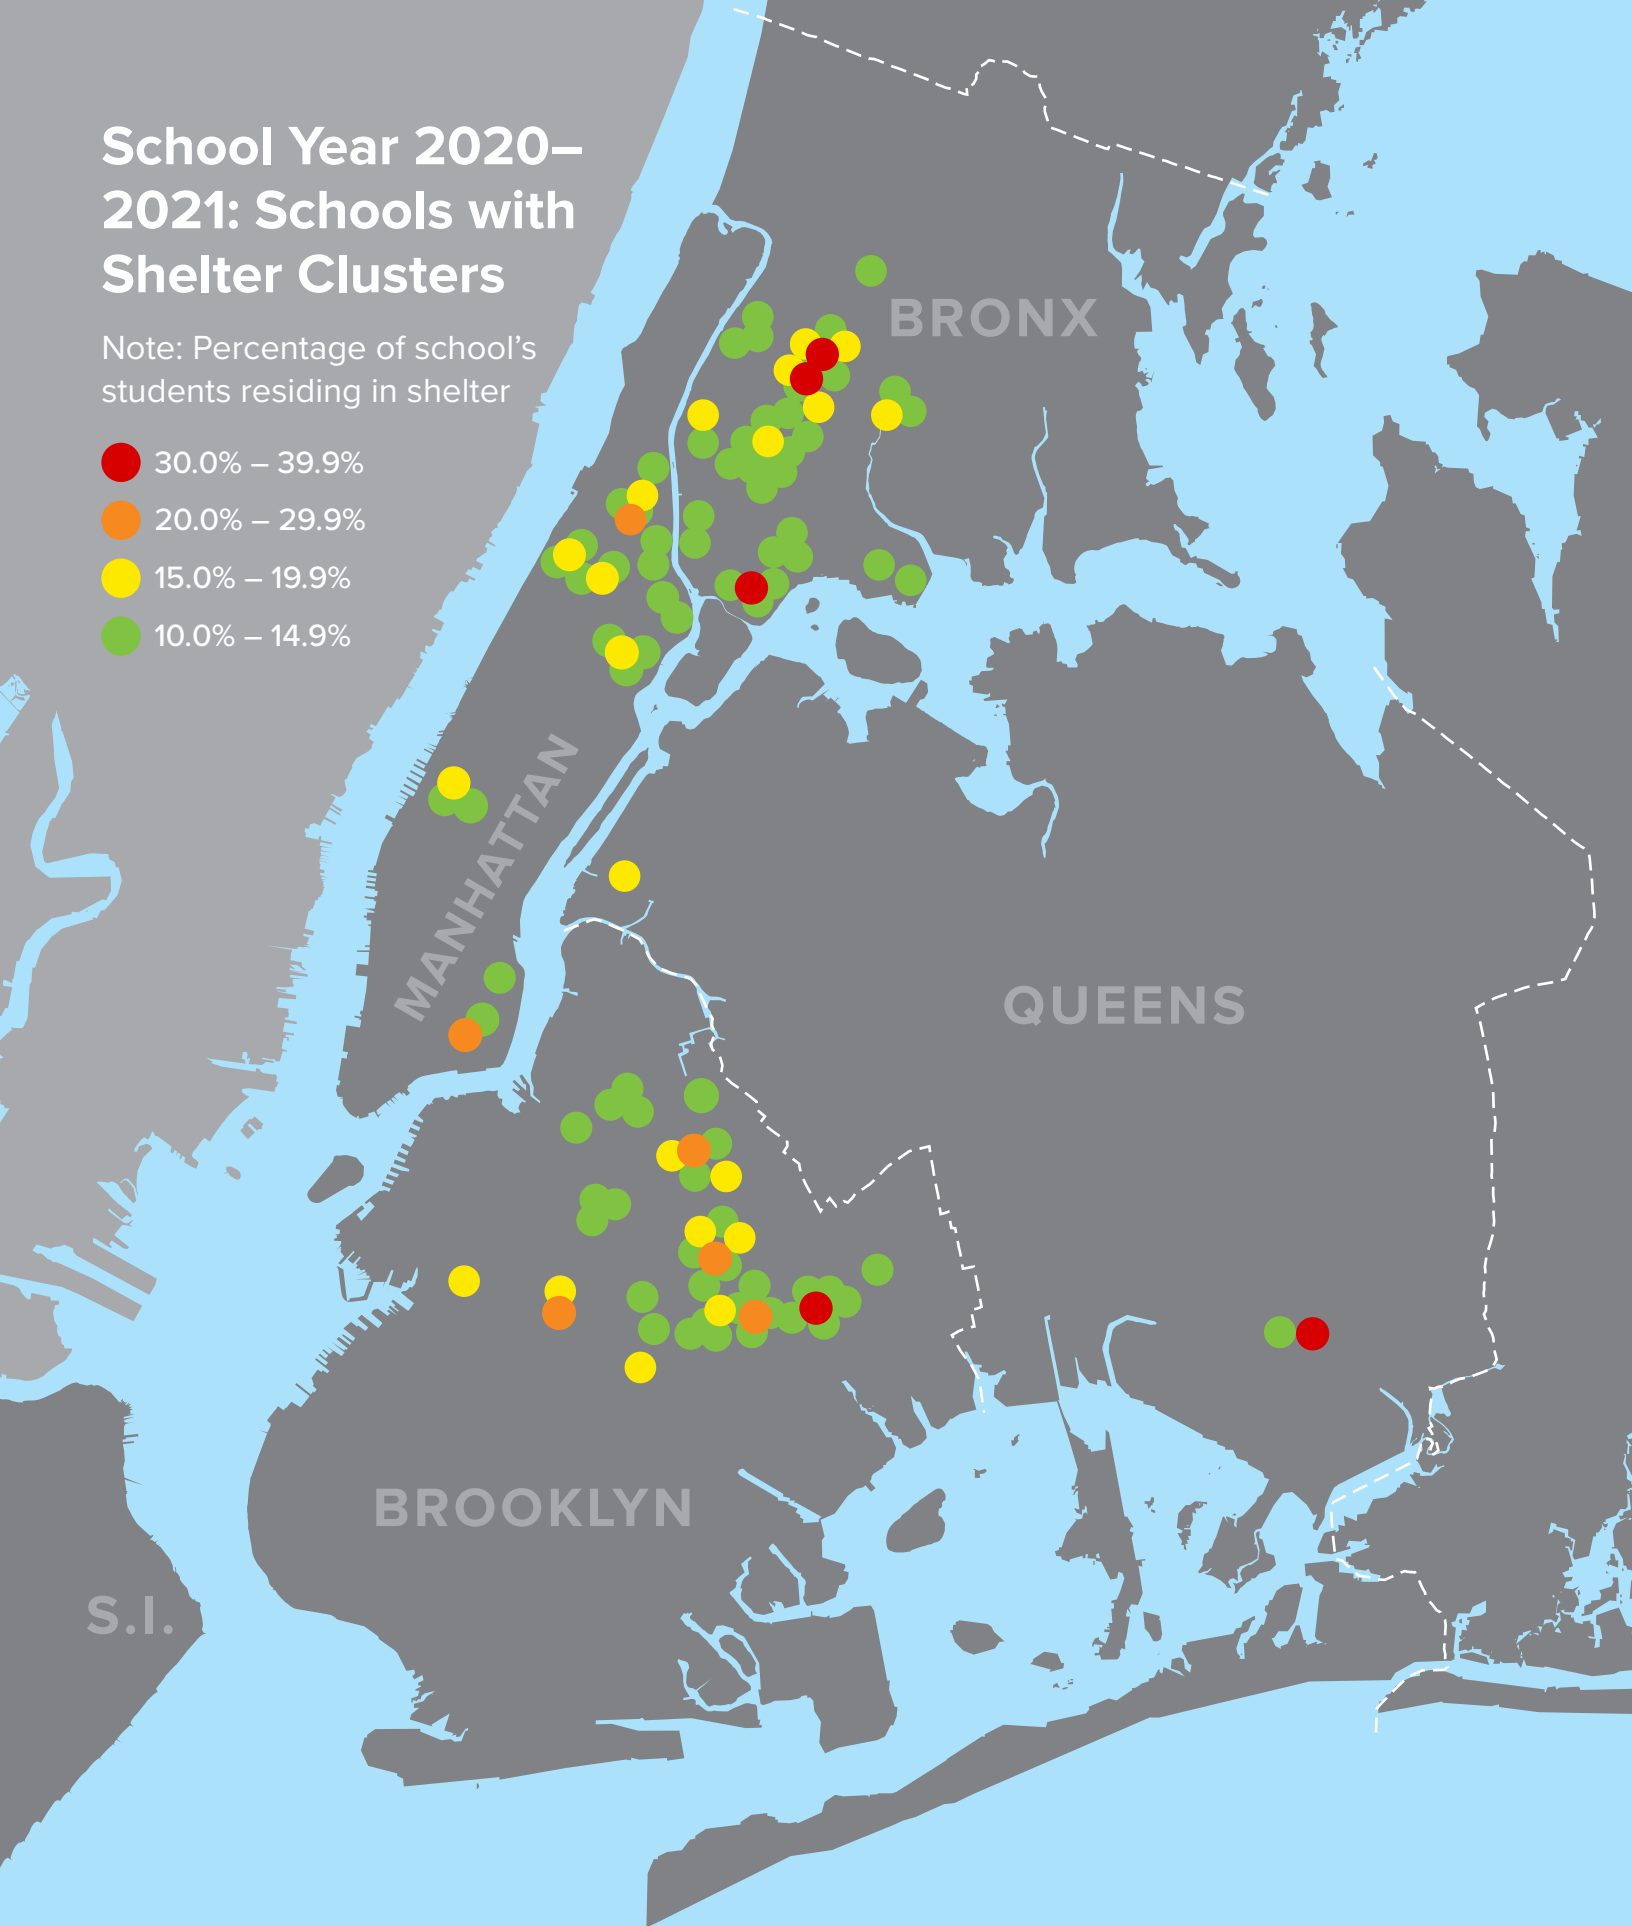 School Year 2020–
2021: Schools with
Shelter Clusters
Note: Percentage of school's
students residing in shelter
30.0% – 39.9%
20.0% – 29.9%
15.0% – 19.9%
10.0% – 14.9%
BRONX
MANHATTAN
QUEENS
BROOKLYN
S.I.